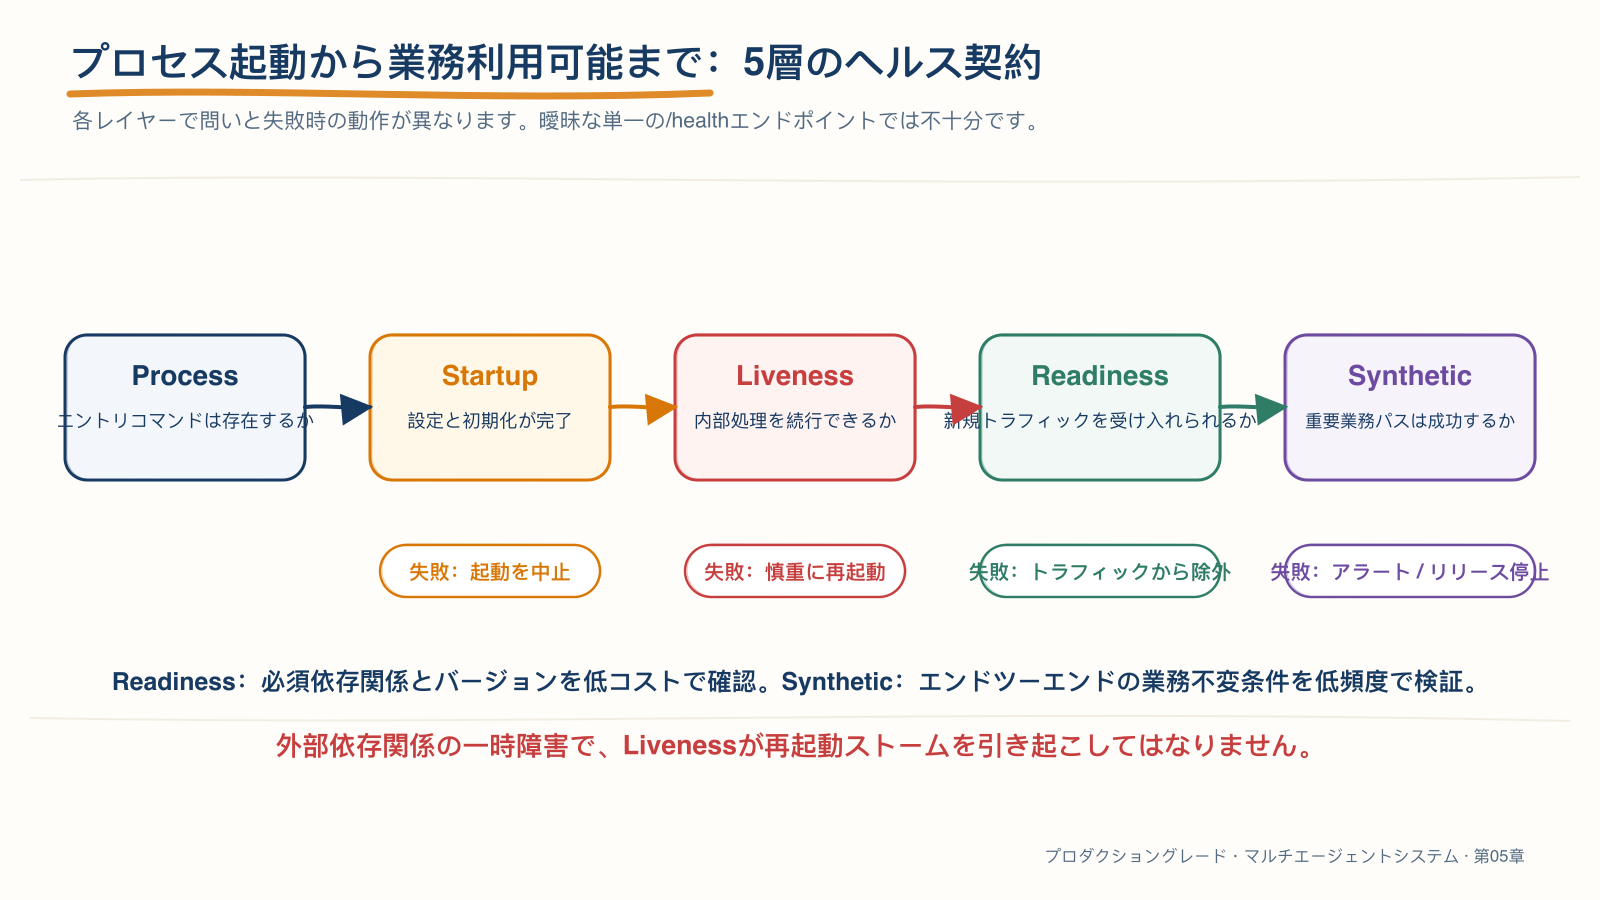 プロセス起動から業務利用可能まで：5層のヘルス契約
各レイヤーで問いと失敗時の動作が異なります。曖昧な単一の/healthエンドポイントでは不十分です。
Process
エントリコマンドは存在するか
Startup
設定と初期化が完了
Liveness
内部処理を続行できるか
Readiness
新規トラフィックを受け入れられるか
Synthetic
重要業務パスは成功するか
失敗：起動を中止
失敗：慎重に再起動
失敗：トラフィックから除外
失敗：アラート / リリース停止
Readiness：必須依存関係とバージョンを低コストで確認。Synthetic：エンドツーエンドの業務不変条件を低頻度で検証。
外部依存関係の一時障害で、Livenessが再起動ストームを引き起こしてはなりません。
プロダクショングレード · マルチエージェントシステム · 第05章